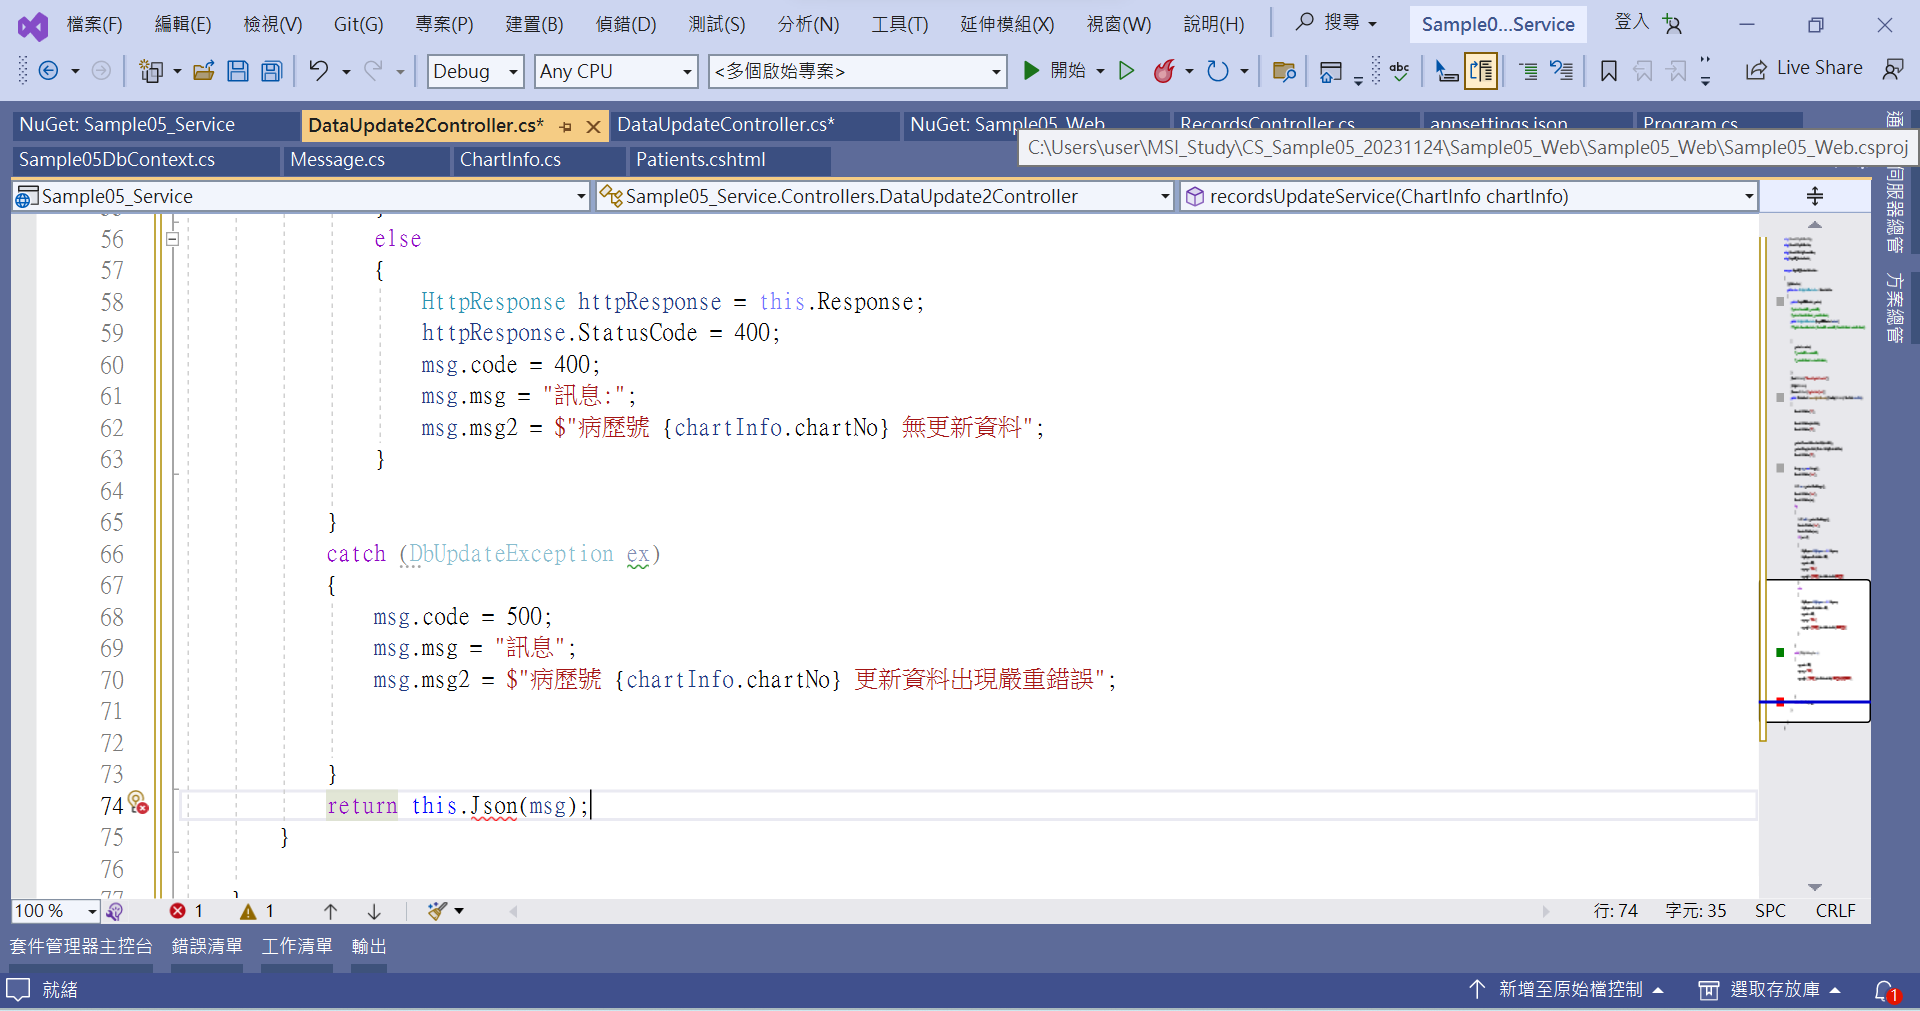 檔案(F) 編輯(E) 檢視(V) Git(G) 專案(P) 建置(B) 偵錯(D) 測試(S) 分析(N) 工具(T) 延伸模組(X) 視窗(W) 說明(H) 搜尋 Sample0...Service 登入
Debug Any CPU <多個啟始專案> 開始 Live Share
NuGet: Sample05_Service DataUpdate2Controller.cs* DataUpdateController.cs* NuGet: Sample05_Web RecordsController.cs appsettings.json Program.cs
Sample05DbContext.cs Message.cs ChartInfo.cs Patients.cshtml C:\Users\user\MSI_Study\CS_Sample05_20231124\Sample05_Web\Sample05_Web\Sample05_Web.csproj
Sample05_Service Sample05_Service.Controllers.DataUpdate2Controller recordsUpdateService(ChartInfo chartInfo)
56 else
57 {
58 HttpResponse httpResponse = this.Response;
59 httpResponse.StatusCode = 400;
60 msg.code = 400;
61 msg.msg = "訊息:";
62 msg.msg2 = $"病歷號 {chartInfo.chartNo} 無更新資料";
63 }
64
65 }
66 catch (DbUpdateException ex)
67 {
68 msg.code = 500;
69 msg.msg = "訊息";
70 msg.msg2 = $"病歷號 {chartInfo.chartNo} 更新資料出現嚴重錯誤";
71
72
73 }
74 return this.Json(msg);
75 }
76
100 % 1 1 行: 74 字元: 35 SPC CRLF
套件管理器主控台 錯誤清單 工作清單 輸出
就緒 新增至原始檔控制 選取存放庫 1
伺服器總管
方案總管